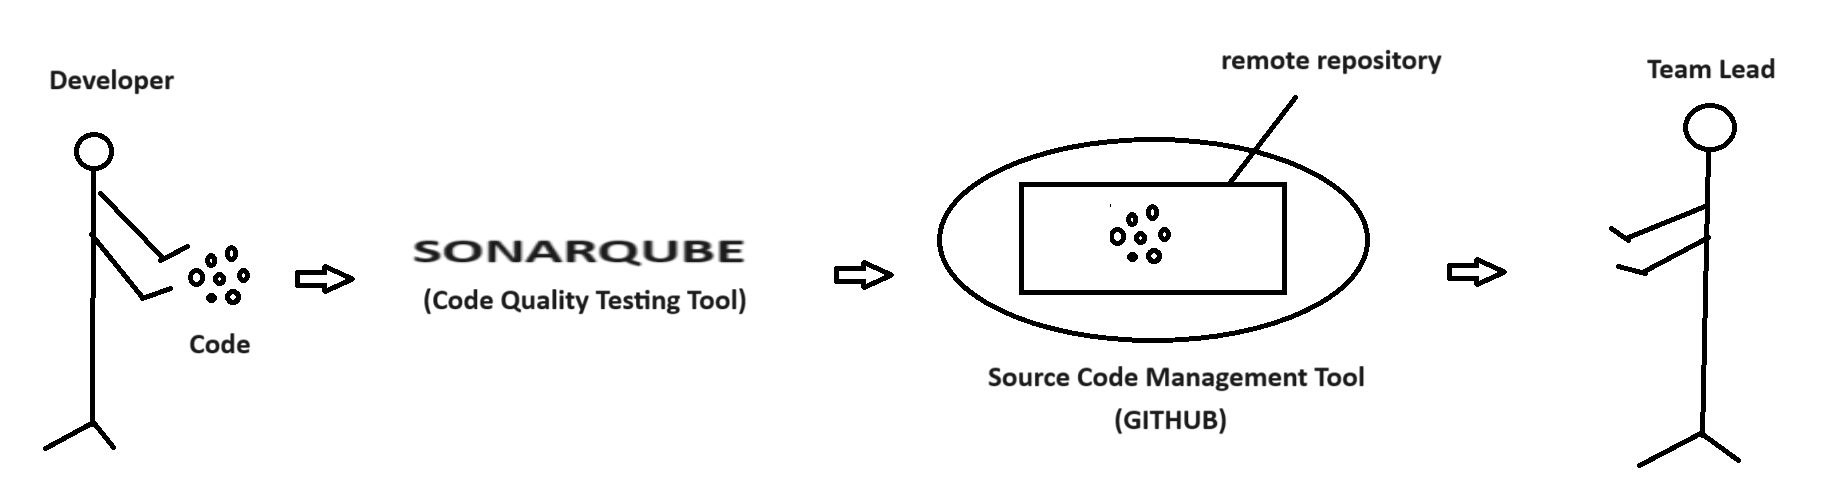 Developer
Code
SONARQUBE
(Code Quality Testing Tool)
remote repository
Source Code Management Tool
(GITHUB)
Team Lead